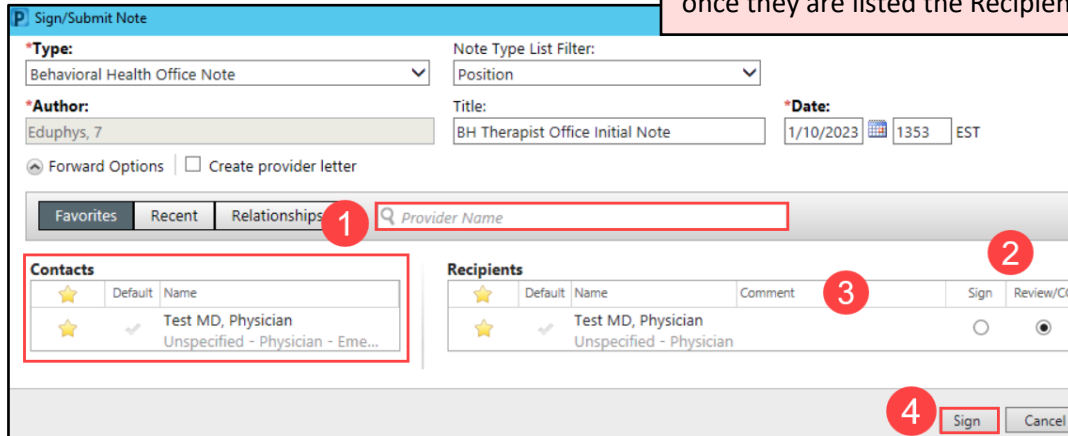 once they are listed the Recipien
P Sign/Submit Note
*Type: Note Type List Filter:
Behavioral Health Office Note Position
*Author: Title: *Date:
Eduphys, 7 BH Therapist Office Initial Note 1/10/2023 1353 EST
Forward Options Create provider letter
Favorites Recent Relationships 1 Provider Name
2
Contacts Recipients
Default Name Default Name Comment 3 Sign Review/CC
Test MD, Physician Test MD, Physician
Unspecified - Physician - Eme... Unspecified - Physician
4 Sign Cancel